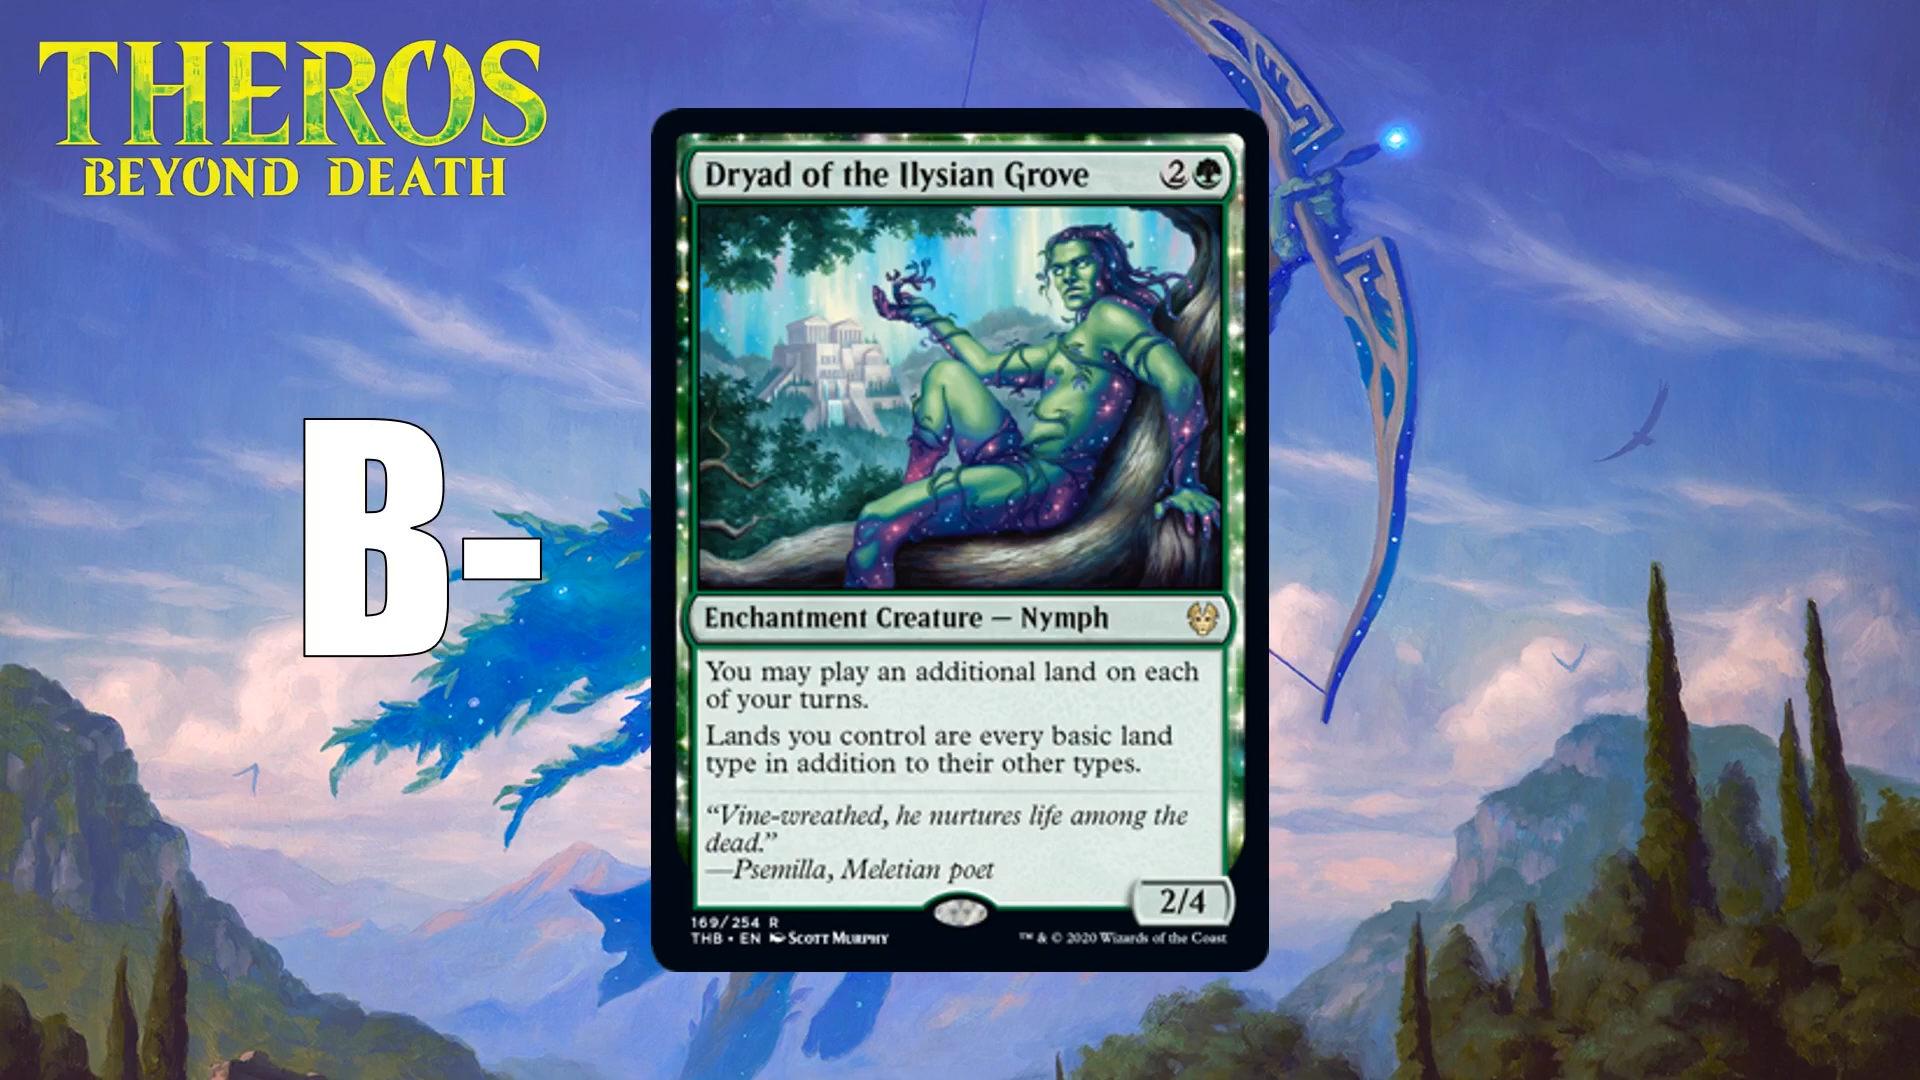 THEROS
BEYOND DEATH
B-
Dryad of the Ilysian Grove 2
Enchantment Creature — Nymph
You may play an additional land on each
of your turns.
Lands you control are every basic land
type in addition to their other types.
“Vine-wreathed, he nurtures life among the
dead.”
—Psemilla, Meletian poet
2/4
169/254 R
THB • EN Scott Murphy
™ & © 2020 Wizards of the Coast